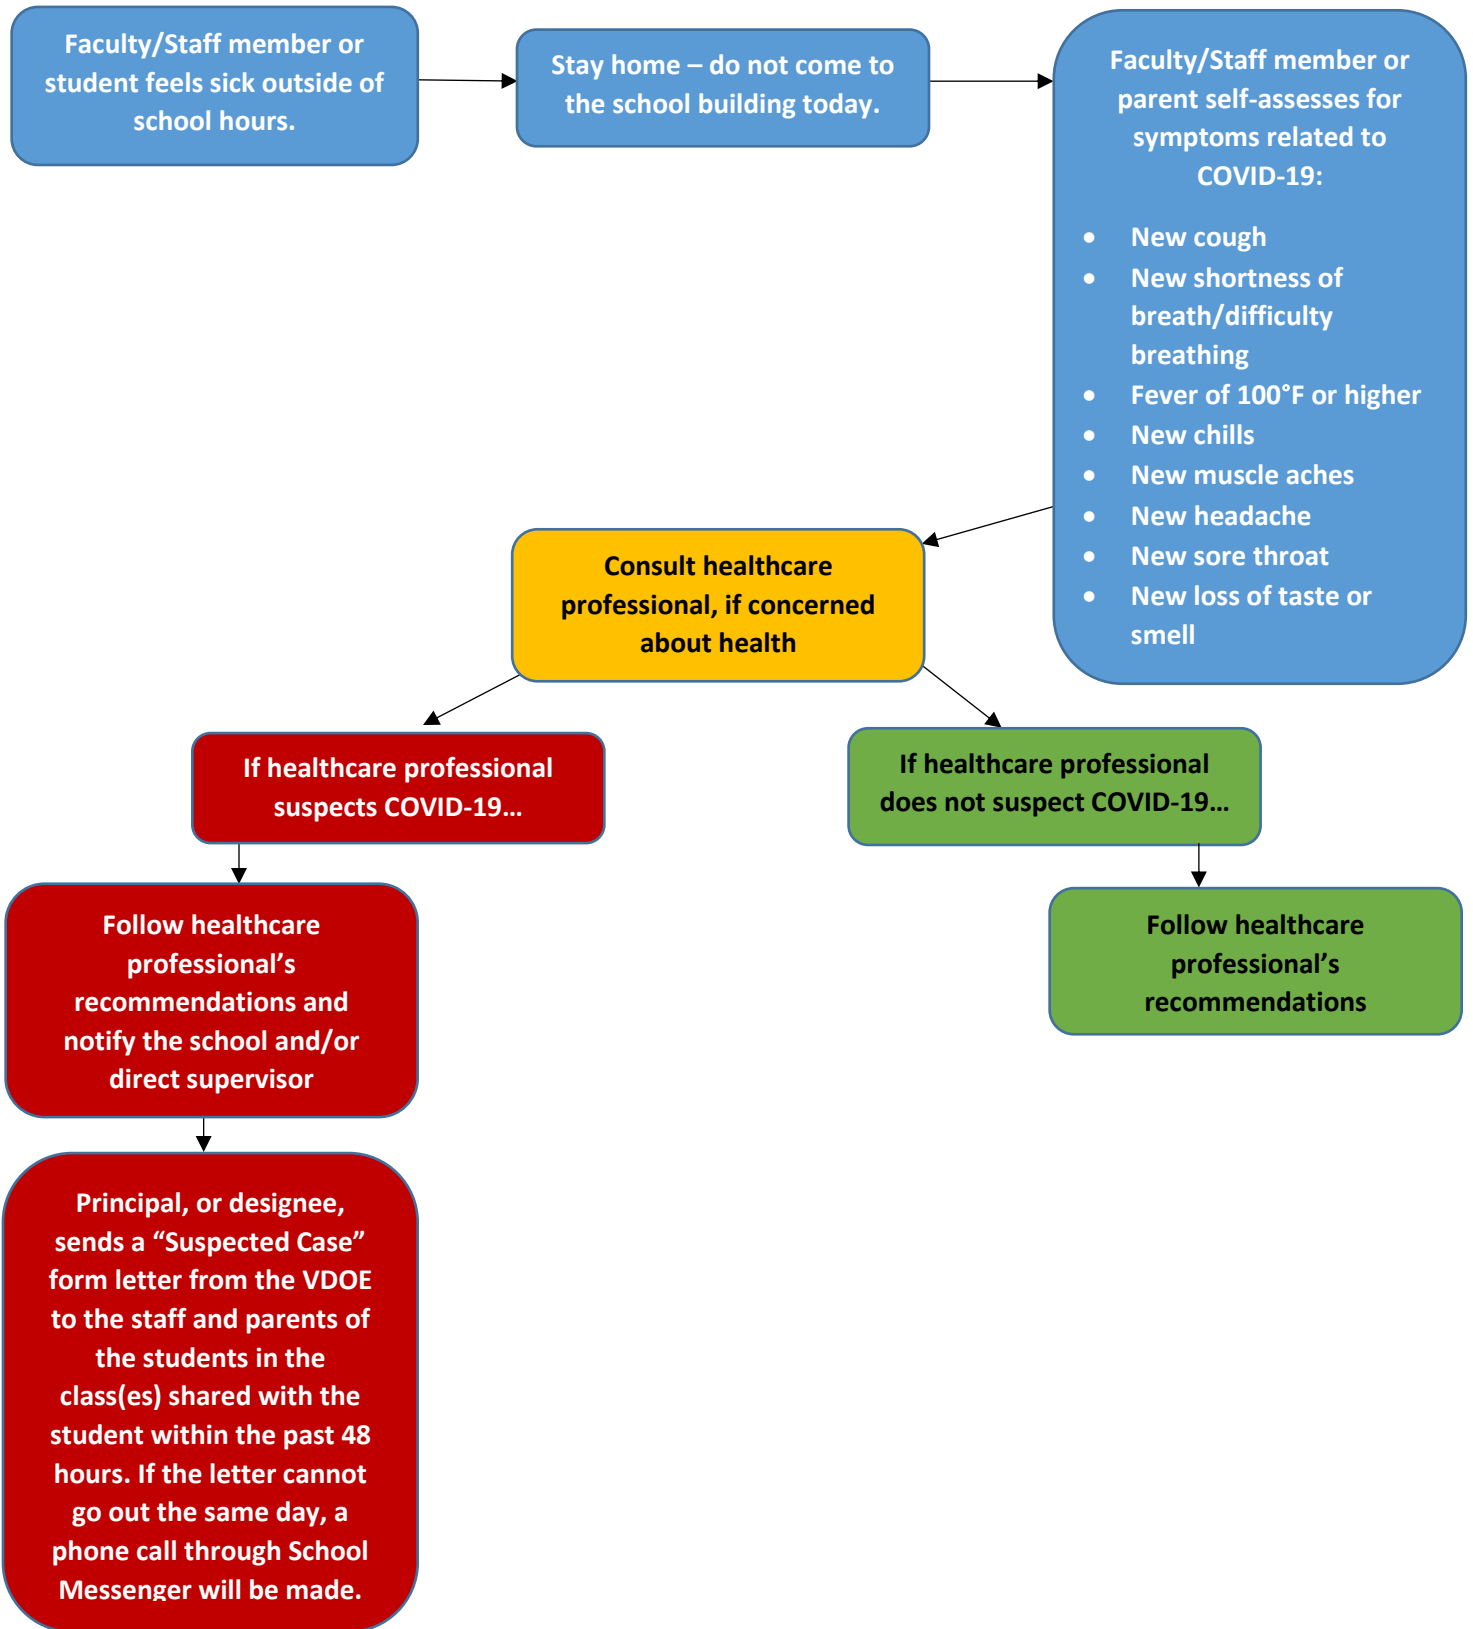 Faculty/Staff member or
student feels sick outside of
school hours.
Stay home – do not come to
the school building today.
Faculty/Staff member or
parent self-assesses for
symptoms related to
COVID-19:
• New cough
• New shortness of
breath/difficulty
breathing
• Fever of 100°F or higher
• New chills
• New muscle aches
• New headache
• New sore throat
• New loss of taste or
smell
Consult healthcare
professional, if concerned
about health
If healthcare professional
suspects COVID-19…
If healthcare professional
does not suspect COVID-19…
Follow healthcare
professional’s
recommendations and
notify the school and/or
direct supervisor
Follow healthcare
professional’s
recommendations
Principal, or designee,
sends a “Suspected Case”
form letter from the VDOE
to the staff and parents of
the students in the
class(es) shared with the
student within the past 48
hours. If the letter cannot
go out the same day, a
phone call through School
Messenger will be made.